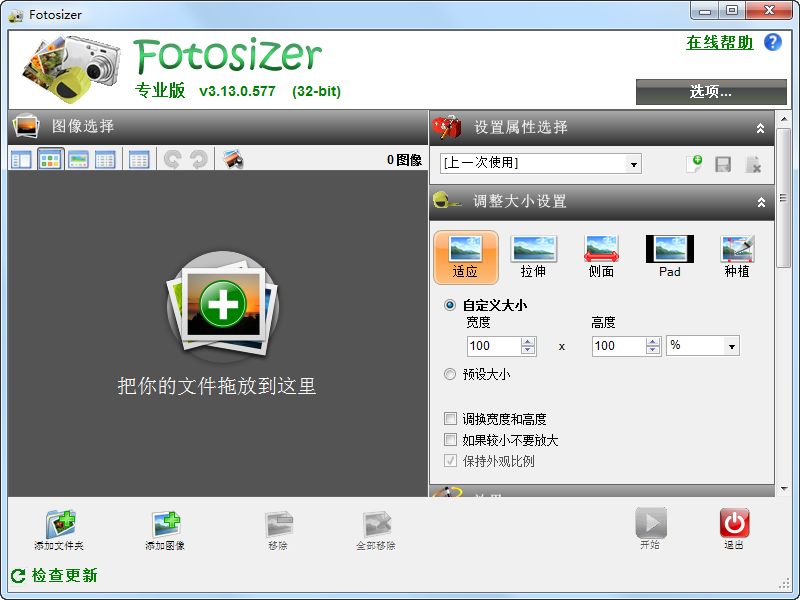 Fotosizer
Fotosizer
专业版 v3.13.0.577 (32-bit)
在线帮助
选项...
图像选择
0 图像
把你的文件拖放到这里
设置属性选择
[上一次使用]
调整大小设置
适应 拉伸 侧面 Pad 种植
自定义大小
宽度 高度
100 x 100 %
预设大小
调换宽度和高度
如果较小不要放大
保持外观比例
添加文件夹 添加图像 移除 全部移除 开始 退出
检查更新